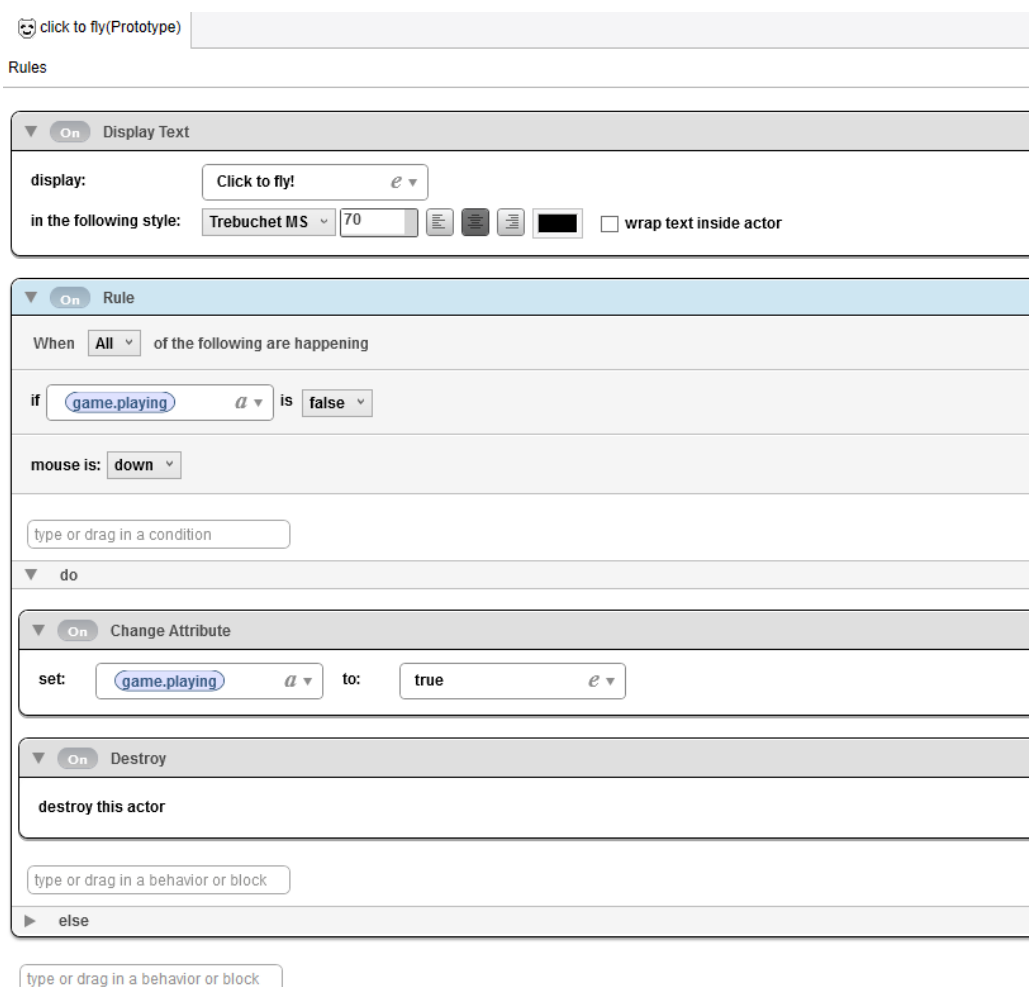 click to fly(Prototype)
Rules
On Display Text
display: Click to fly! e
in the following style: Trebuchet MS 70 wrap text inside actor
On Rule
When All of the following are happening
if game.playing a is false
mouse is: down
type or drag in a condition
do
On Change Attribute
set: game.playing a to: true e
On Destroy
destroy this actor
type or drag in a behavior or block
else
type or drag in a behavior or block